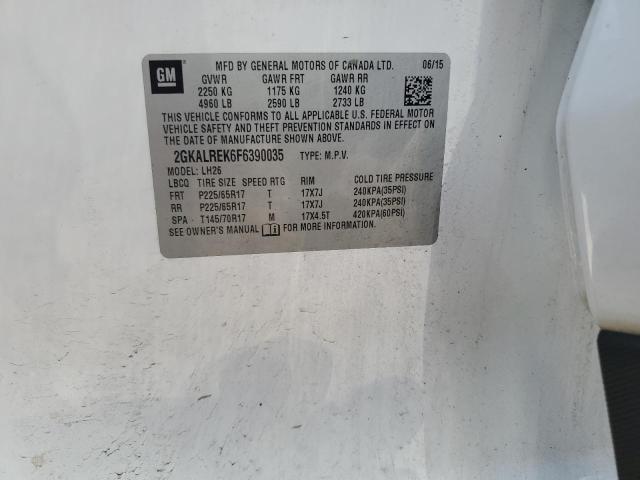 GM MFD BY GENERAL MOTORS OF CANADA LTD. 06/15
GVWR GAWR FRT GAWR RR
2250 KG 1175 KG 1240 KG
4960 LB 2590 LB 2733 LB
THIS VEHICLE CONFORMS TO ALL APPLICABLE U.S. FEDERAL MOTOR
VEHICLE SAFETY AND THEFT PREVENTION STANDARDS IN EFFECT ON
THE DATE OF MANUFACTURE SHOWN ABOVE.
2GKALREK6F6390035 TYPE: M.P.V.
MODEL: LH26
LBCQ TIRE SIZE SPEED RTG RIM COLD TIRE PRESSURE
FRT P225/65R17 T 17X7J 240KPA(35PSI)
RR P225/65R17 T 17X7J 240KPA(35PSI)
SPA T145/70R17 M 17X4.5T 420KPA(60PSI)
SEE OWNER'S MANUAL FOR MORE INFORMATION.